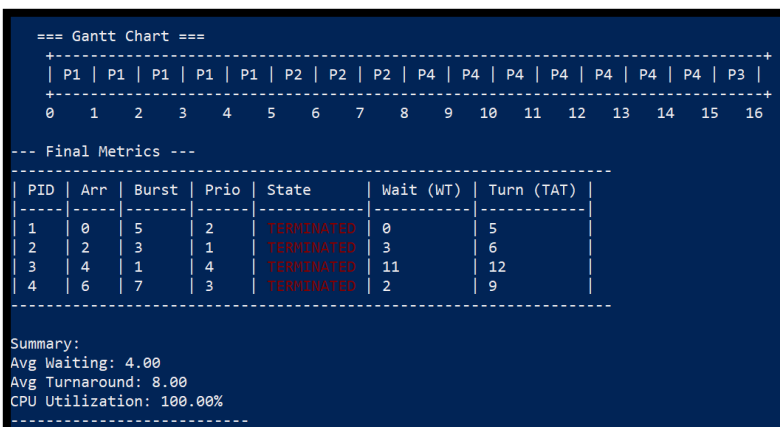 === Gantt Chart ===
+--------------------------------------------------------------------------------+
| P1 | P1 | P1 | P1 | P1 | P2 | P2 | P2 | P4 | P4 | P4 | P4 | P4 | P4 | P4 | P3 |
+--------------------------------------------------------------------------------+
0 1 2 3 4 5 6 7 8 9 10 11 12 13 14 15 16
--- Final Metrics ---
--------------------------------------------------------------------
| PID | Arr | Burst | Prio | State | Wait (WT) | Turn (TAT) |
|-----|-----|-------|------|------------|-----------|------------|
| 1 | 0 | 5 | 2 | TERMINATED | 0 | 5 |
| 2 | 2 | 3 | 1 | TERMINATED | 3 | 6 |
| 3 | 4 | 1 | 4 | TERMINATED | 11 | 12 |
| 4 | 6 | 7 | 3 | TERMINATED | 2 | 9 |
--------------------------------------------------------------------
Summary:
Avg Waiting: 4.00
Avg Turnaround: 8.00
CPU Utilization: 100.00%
---------------------------